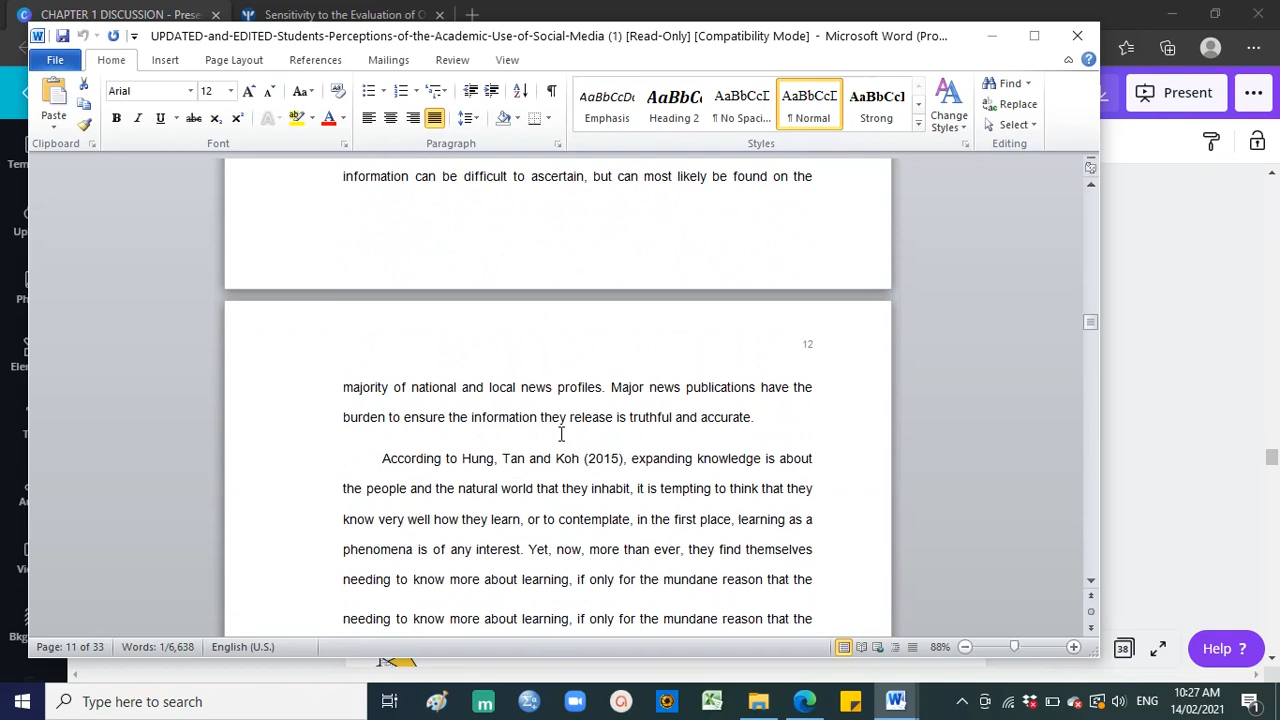 CHAPTER 1 DISCUSSION - Prese
Sensitivity to the Evaluation of O
UPDATED-and-EDITED-Students-Perceptions-of-the-Academic-Use-of-Social-Media (1) [Read-Only] [Compatibility Mode] - Microsoft Word (Pro...
File Home Insert Page Layout References Mailings Review View
Paste
Arial 12
AaBbCcDc AaBbC AaBbCcI AaBbCcI AaBbCcI
Emphasis Heading 2 ¶ No Spaci... ¶ Normal Strong
Change
Styles
Find
Replace
Select
Clipboard Font Paragraph Styles Editing
Present
Tem
Up
Ph
Ele
T
Vi
Bkg
information can be difficult to ascertain, but can most likely be found on the
12
majority of national and local news profiles. Major news publications have the
burden to ensure the information they release is truthful and accurate.
According to Hung, Tan and Koh (2015), expanding knowledge is about
the people and the natural world that they inhabit, it is tempting to think that they
know very well how they learn, or to contemplate, in the first place, learning as a
phenomena is of any interest. Yet, now, more than ever, they find themselves
needing to know more about learning, if only for the mundane reason that the
needing to know more about learning, if only for the mundane reason that the
Page: 11 of 33 Words: 1/6,638 English (U.S.) 88%
38
Help ?
Type here to search
ENG
10:27 AM
14/02/2021
1